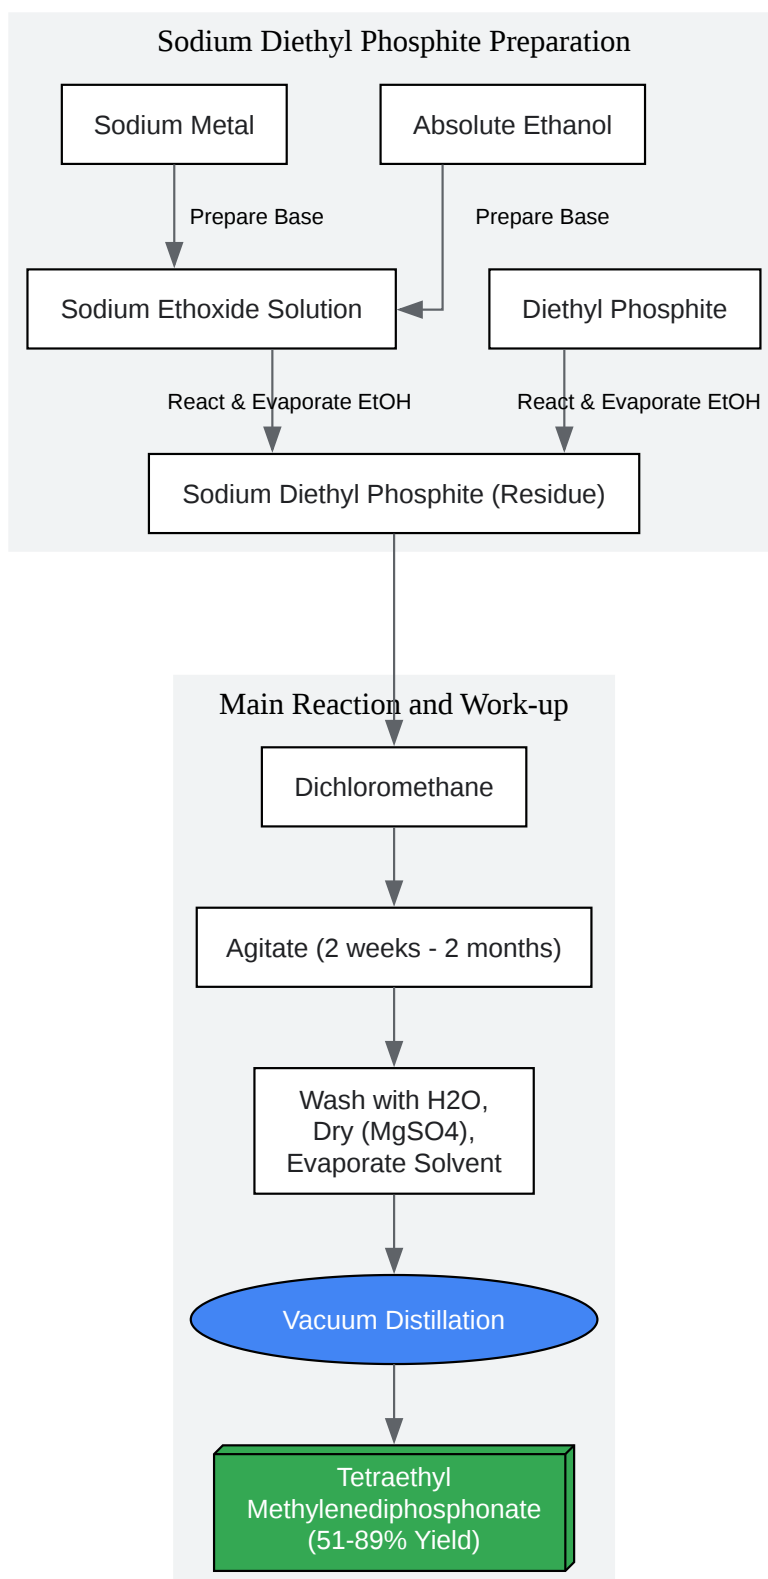 Sodium Diethyl Phosphite Preparation
Sodium Metal
Absolute Ethanol
Prepare Base
Prepare Base
Sodium Ethoxide Solution
Diethyl Phosphite
React & Evaporate EtOH
React & Evaporate EtOH
Sodium Diethyl Phosphite (Residue)
Main Reaction and Work-up
Dichloromethane
Agitate (2 weeks - 2 months)
Wash with H2O,
Dry (MgSO4),
Evaporate Solvent
Vacuum Distillation
Tetraethyl
Methylenediphosphonate
(51-89% Yield)